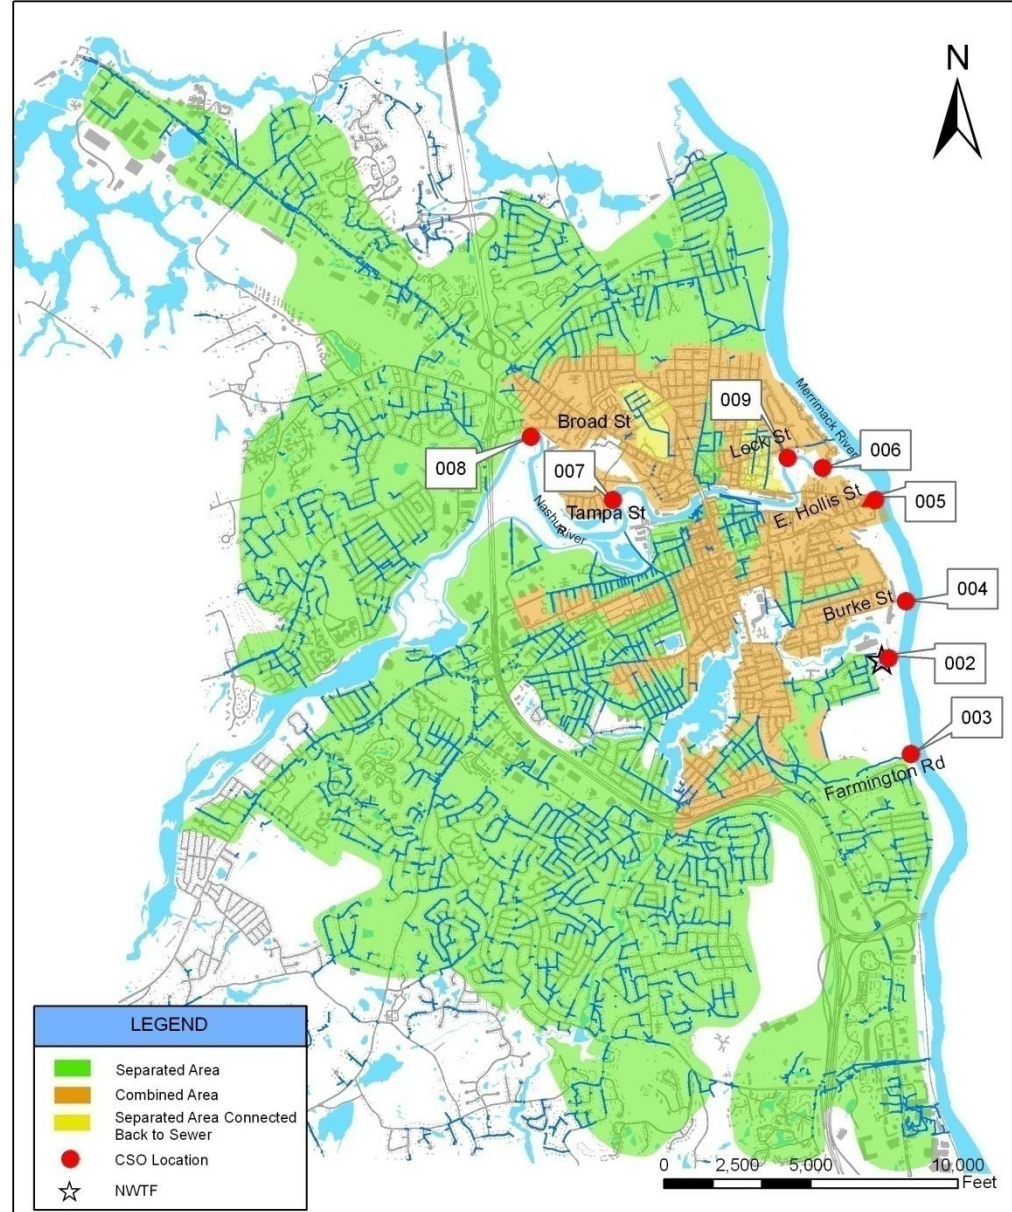 N
Merrimack River
009
Broad St
Lock St
006
008
007
005
E. Hollis St
Tampa St
Nashua River
004
Burke St
002
003
Farmington Rd
LEGEND
Separated Area
Combined Area
Separated Area Connected
Back to Sewer
CSO Location
NWTF
0 2,500 5,000 10,000
Feet